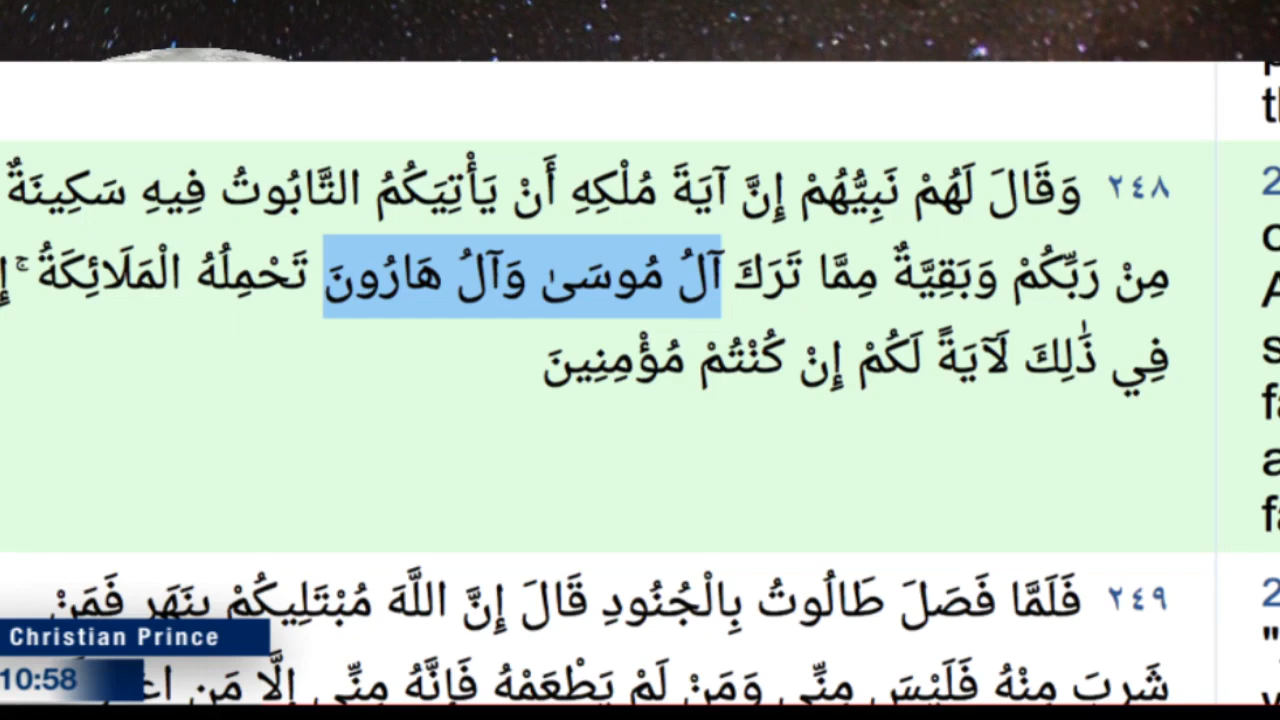 ٢٤٨ وَقَالَ لَهُمْ نَبِيُّهُمْ إِنَّ آيَةَ مُلْكِهِ أَنْ يَأْتِيَكُمُ التَّابُوتُ فِيهِ سَكِينَةٌ
مِنْ رَبِّكُمْ وَبَقِيَّةٌ مِمَّا تَرَكَ آلُ مُوسَىٰ وَآلُ هَارُونَ تَحْمِلُهُ الْمَلَائِكَةُ ۚ
فِي ذَٰلِكَ لَآيَةً لَكُمْ إِنْ كُنْتُمْ مُؤْمِنِينَ
٢٤٩ فَلَمَّا فَصَلَ طَالُوتُ بِالْجُنُودِ قَالَ إِنَّ اللَّهَ مُبْتَلِيكُمْ بِنَهَرٍ فَمَنْ
شَرِبَ مِنْهُ فَلَيْسَ مِنِّي وَمَنْ لَمْ يَطْعَمْهُ فَإِنَّهُ مِنِّي إِلَّا مَنِ
Christian Prince
10:58